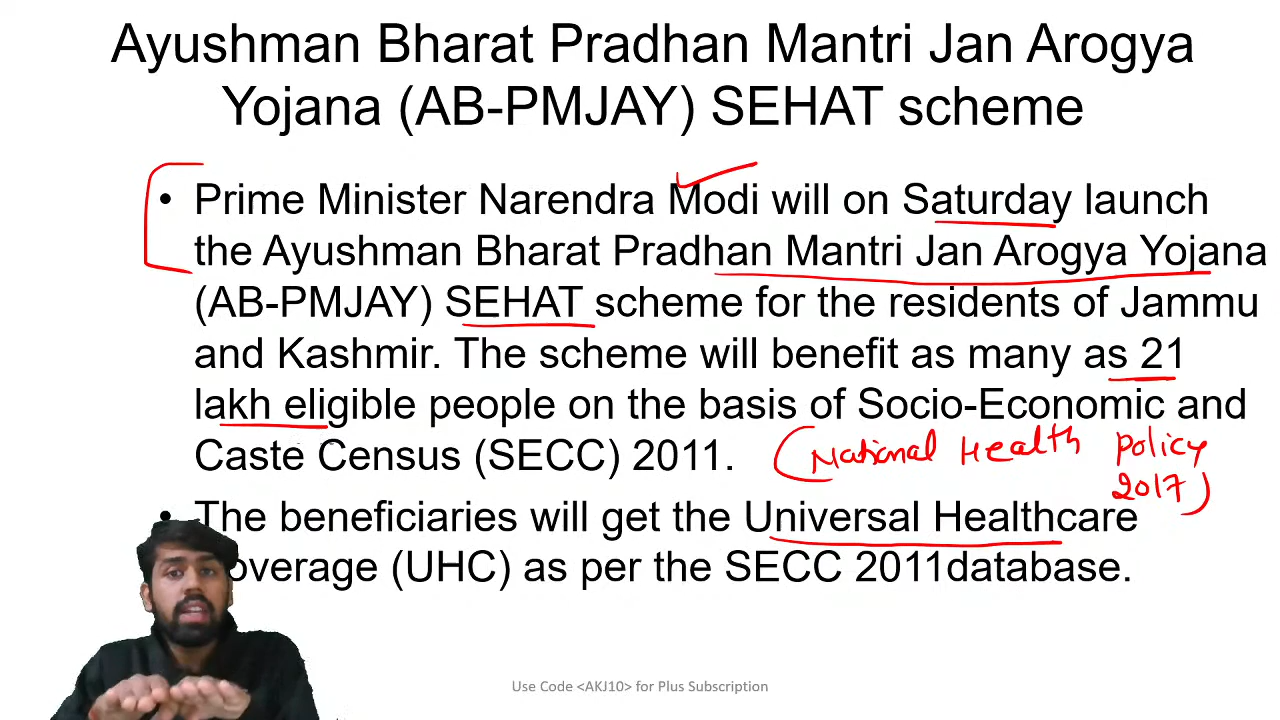 Ayushman Bharat Pradhan Mantri Jan Arogya
Yojana (AB-PMJAY) SEHAT scheme
• Prime Minister Narendra Modi will on Saturday launch
the Ayushman Bharat Pradhan Mantri Jan Arogya Yojana
(AB-PMJAY) SEHAT scheme for the residents of Jammu
and Kashmir. The scheme will benefit as many as 21
lakh eligible people on the basis of Socio-Economic and
Caste Census (SECC) 2011.
(National Health Policy
2017)
• The beneficiaries will get the Universal Healthcare
overage (UHC) as per the SECC 2011database.
Use Code <AKJ10> for Plus Subscription